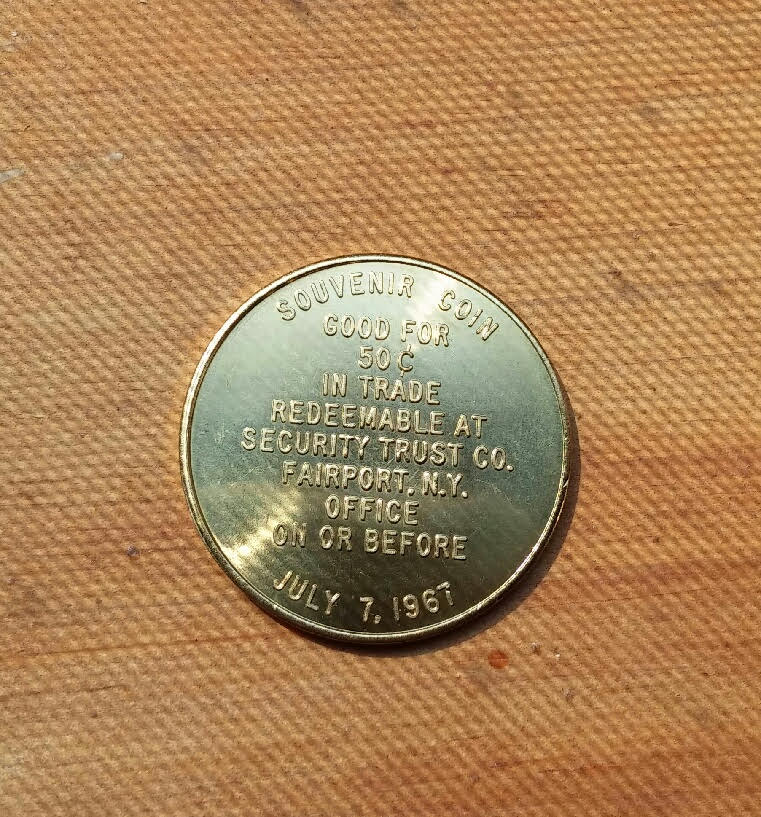 SOUVENIR COIN
GOOD FOR
50¢
IN TRADE
REDEEMABLE AT
SECURITY TRUST CO.
FAIRPORT, N.Y.
OFFICE
ON OR BEFORE
JULY 7, 1967